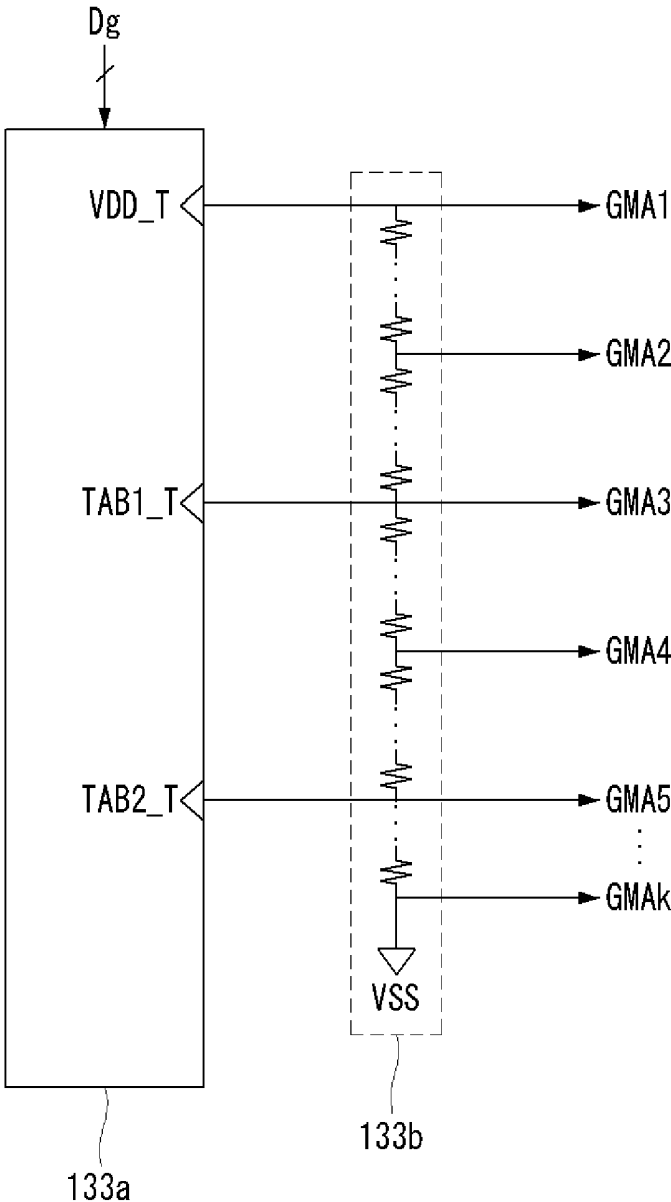 Dg
VDD_T
GMA1
GMA2
TAB1_T
GMA3
GMA4
TAB2_T
GMA5
GMAk
VSS
133b
133a